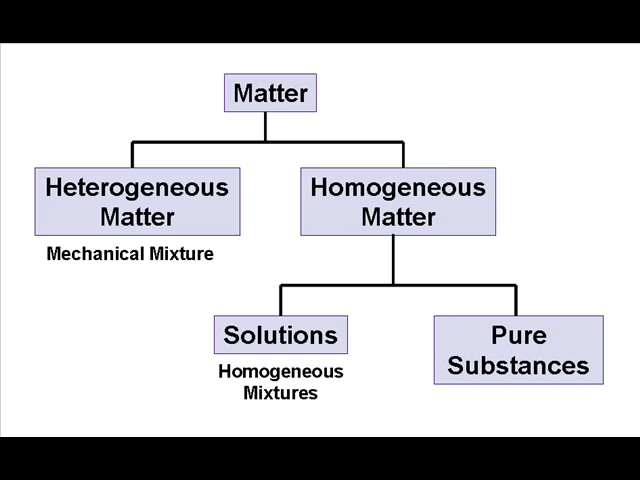 Matter
Heterogeneous
Matter
Homogeneous
Matter
Mechanical Mixture
Solutions
Pure
Substances
Homogeneous
Mixtures